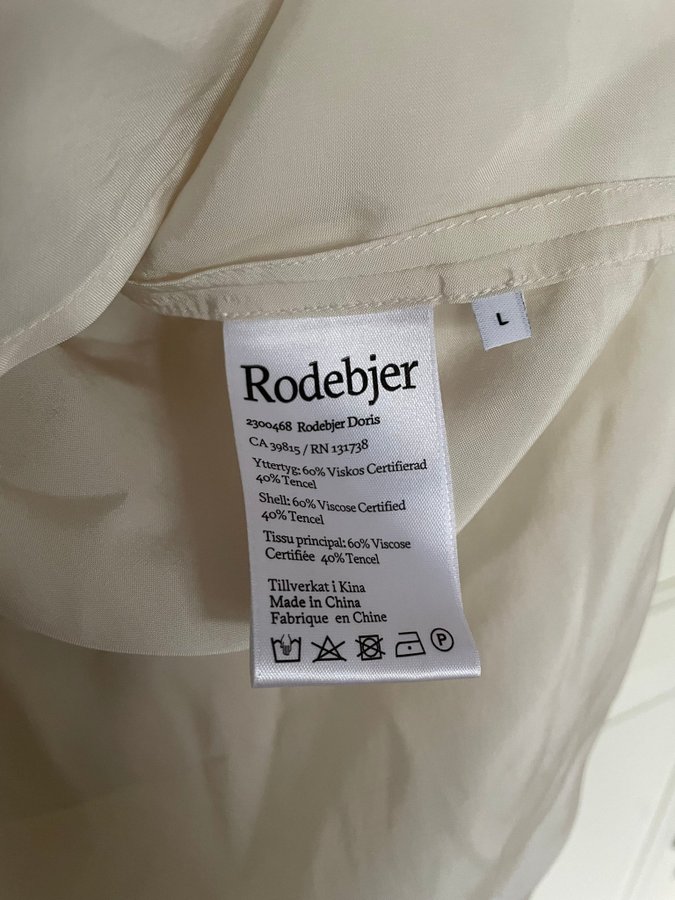 L
Rodebjer
2300468 Rodebjer Doris
CA 39815 / RN 131738
Yttertyg: 60% Viskos Certifierad
40% Tencel
Shell: 60% Viscose Certified
40% Tencel
Tissu principal: 60% Viscose
Certifiée 40% Tencel
Tillverkat i Kina
Made in China
Fabrique en Chine
P